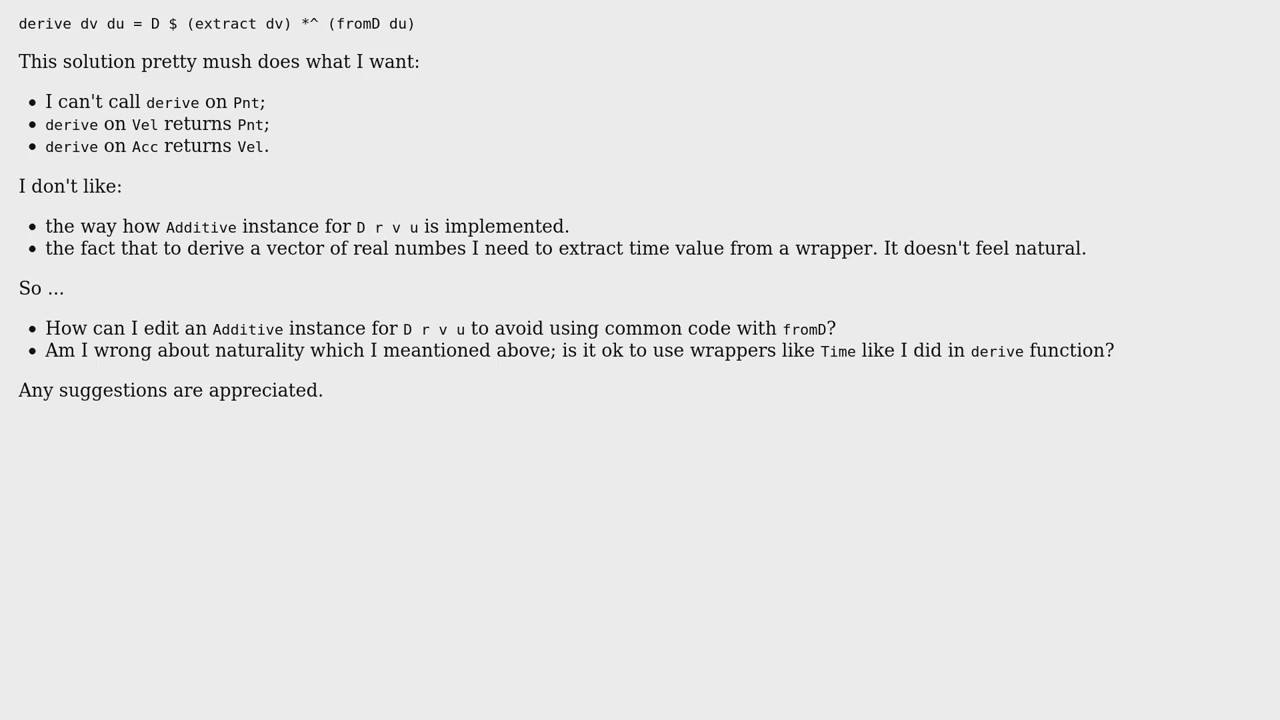 derive dv du = D $ (extract dv) *^ (fromD du)
This solution pretty mush does what I want:
• I can't call derive on Pnt;
• derive on Vel returns Pnt;
• derive on Acc returns Vel.
I don't like:
• the way how Additive instance for D r v u is implemented.
• the fact that to derive a vector of real numbes I need to extract time value from a wrapper. It doesn't feel natural.
So ...
• How can I edit an Additive instance for D r v u to avoid using common code with fromD?
• Am I wrong about naturality which I meantioned above; is it ok to use wrappers like Time like I did in derive function?
Any suggestions are appreciated.